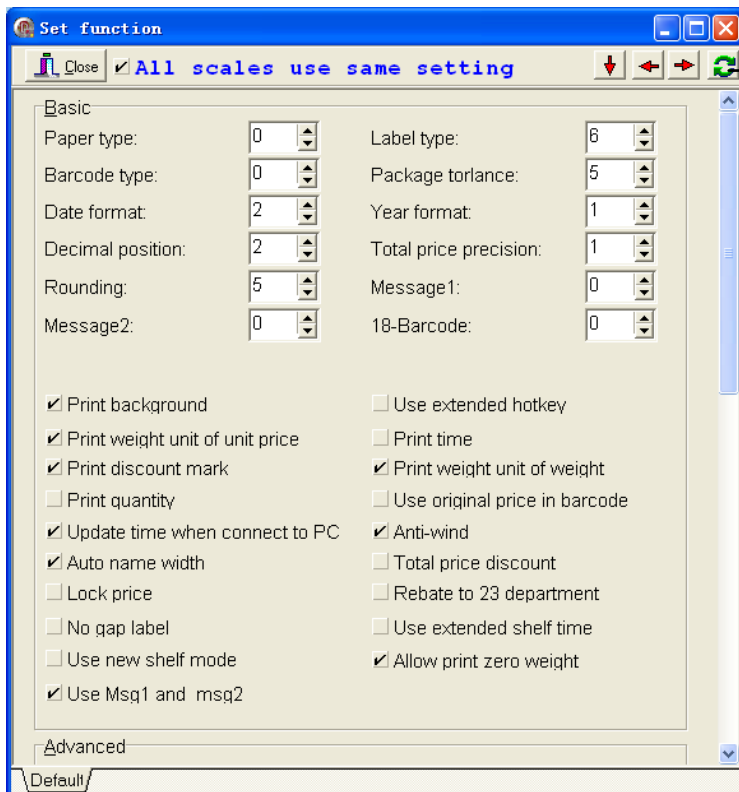 Set function
Close All scales use same setting
Basic
Paper type: 0 Label type: 6
Barcode type: 0 Package torlance: 5
Date format: 2 Year format: 1
Decimal position: 2 Total price precision: 1
Rounding: 5 Message1: 0
Message2: 0 18-Barcode: 0
Print background Use extended hotkey
Print weight unit of unit price Print time
Print discount mark Print weight unit of weight
Print quantity Use original price in barcode
Update time when connect to PC Anti-wind
Auto name width Total price discount
Lock price Rebate to 23 department
No gap label Use extended shelf time
Use new shelf mode Allow print zero weight
Use Msg1 and msg2
Advanced
Default